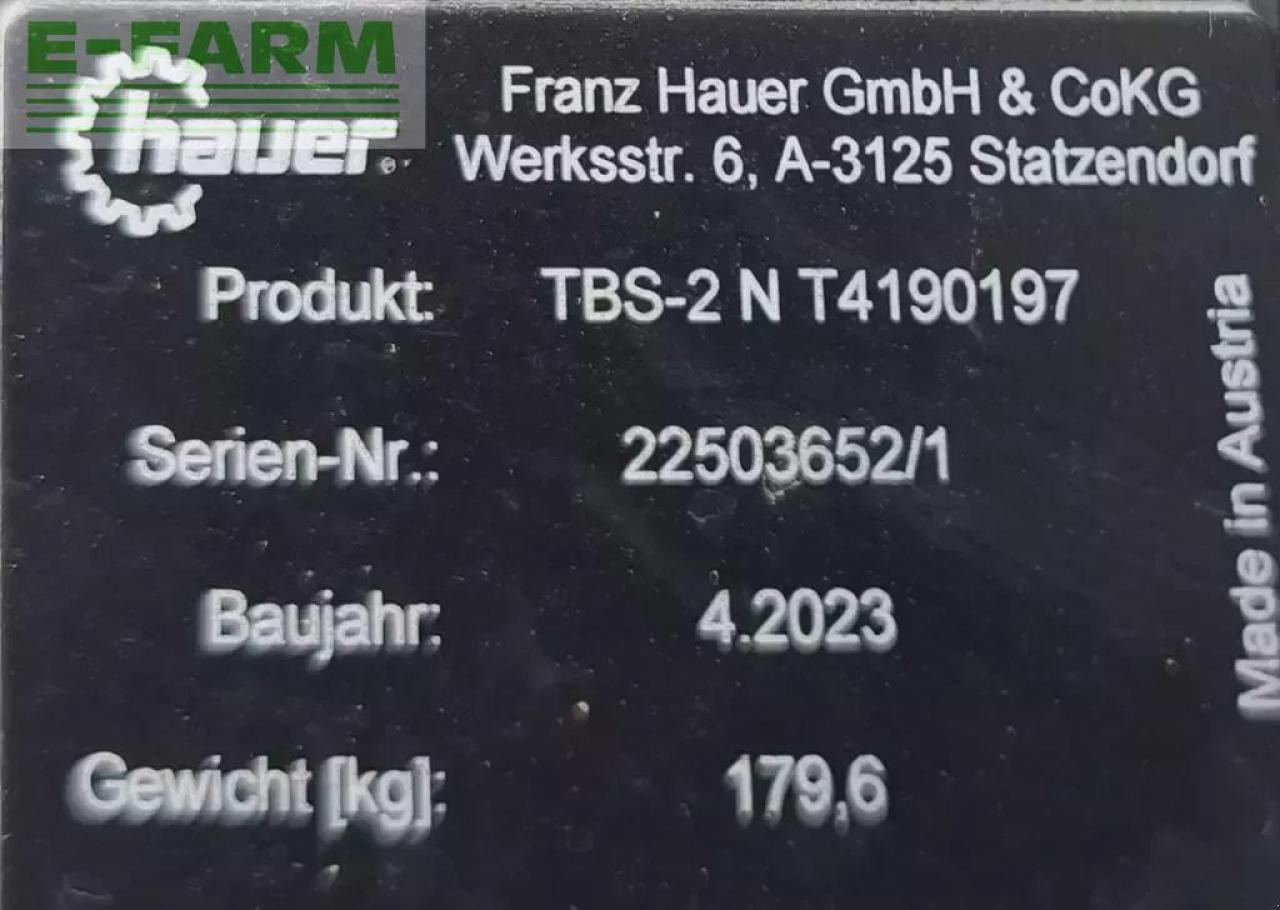 E-FARM
hauer®
Franz Hauer GmbH & CoKG
Werksstr. 6, A-3125 Statzendorf
Produkt: TBS-2 N T4190197
Serien-Nr.: 22503652/1
Baujahr: 4.2023
Gewicht [kg]: 179,6
Made in Austria